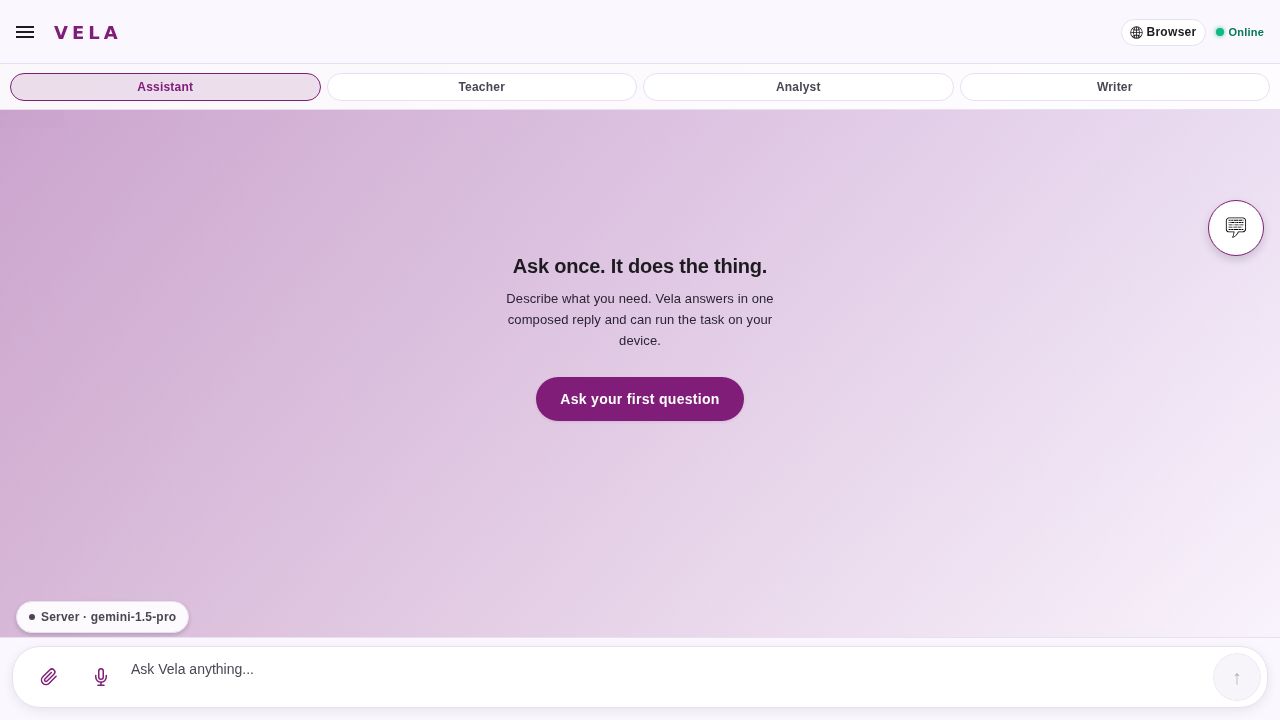 VELA
Browser
Online
Assistant
Teacher
Analyst
Writer
Ask once. It does the thing.
Describe what you need. Vela answers in one
composed reply and can run the task on your
device.
Ask your first question
Server · gemini-1.5-pro
Ask Vela anything...
↑